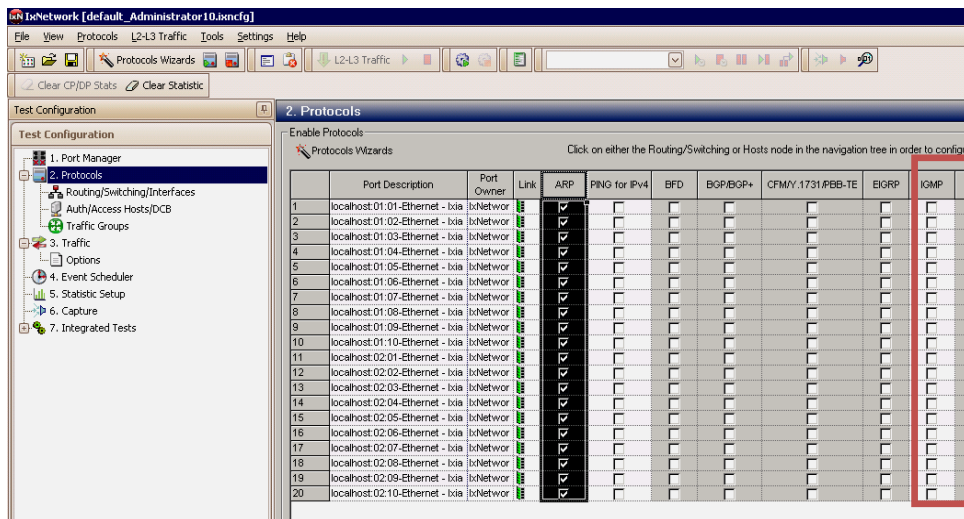 IxNetwork [default_Administrator10.ixncfg]
File View Protocols L2-L3 Traffic Tools Settings Help
Protocols Wizards L2-L3 Traffic
Clear CP/DP Stats Clear Statistic
Test Configuration
Test Configuration
1. Port Manager
2. Protocols
Routing/Switching/Interfaces
Auth/Access Hosts/DCB
Traffic Groups
3. Traffic
Options
4. Event Scheduler
5. Statistic Setup
6. Capture
7. Integrated Tests
2. Protocols
Enable Protocols
Protocols Wizards Click on either the Routing/Switching or Hosts node in the navigation tree in order to configu
Port Description Port Owner Link ARP PING for IPv4 BFD BGP/BGP+ CFM/Y.1731/PBB-TE EIGRP IGMP
1 localhost:01:01-Ethernet - Ixia IxNetwor
2 localhost:01:02-Ethernet - Ixia IxNetwor
3 localhost:01:03-Ethernet - Ixia IxNetwor
4 localhost:01:04-Ethernet - Ixia IxNetwor
5 localhost:01:05-Ethernet - Ixia IxNetwor
6 localhost:01:06-Ethernet - Ixia IxNetwor
7 localhost:01:07-Ethernet - Ixia IxNetwor
8 localhost:01:08-Ethernet - Ixia IxNetwor
9 localhost:01:09-Ethernet - Ixia IxNetwor
10 localhost:01:10-Ethernet - Ixia IxNetwor
11 localhost:02:01-Ethernet - Ixia IxNetwor
12 localhost:02:02-Ethernet - Ixia IxNetwor
13 localhost:02:03-Ethernet - Ixia IxNetwor
14 localhost:02:04-Ethernet - Ixia IxNetwor
15 localhost:02:05-Ethernet - Ixia IxNetwor
16 localhost:02:06-Ethernet - Ixia IxNetwor
17 localhost:02:07-Ethernet - Ixia IxNetwor
18 localhost:02:08-Ethernet - Ixia IxNetwor
19 localhost:02:09-Ethernet - Ixia IxNetwor
20 localhost:02:10-Ethernet - Ixia IxNetwor